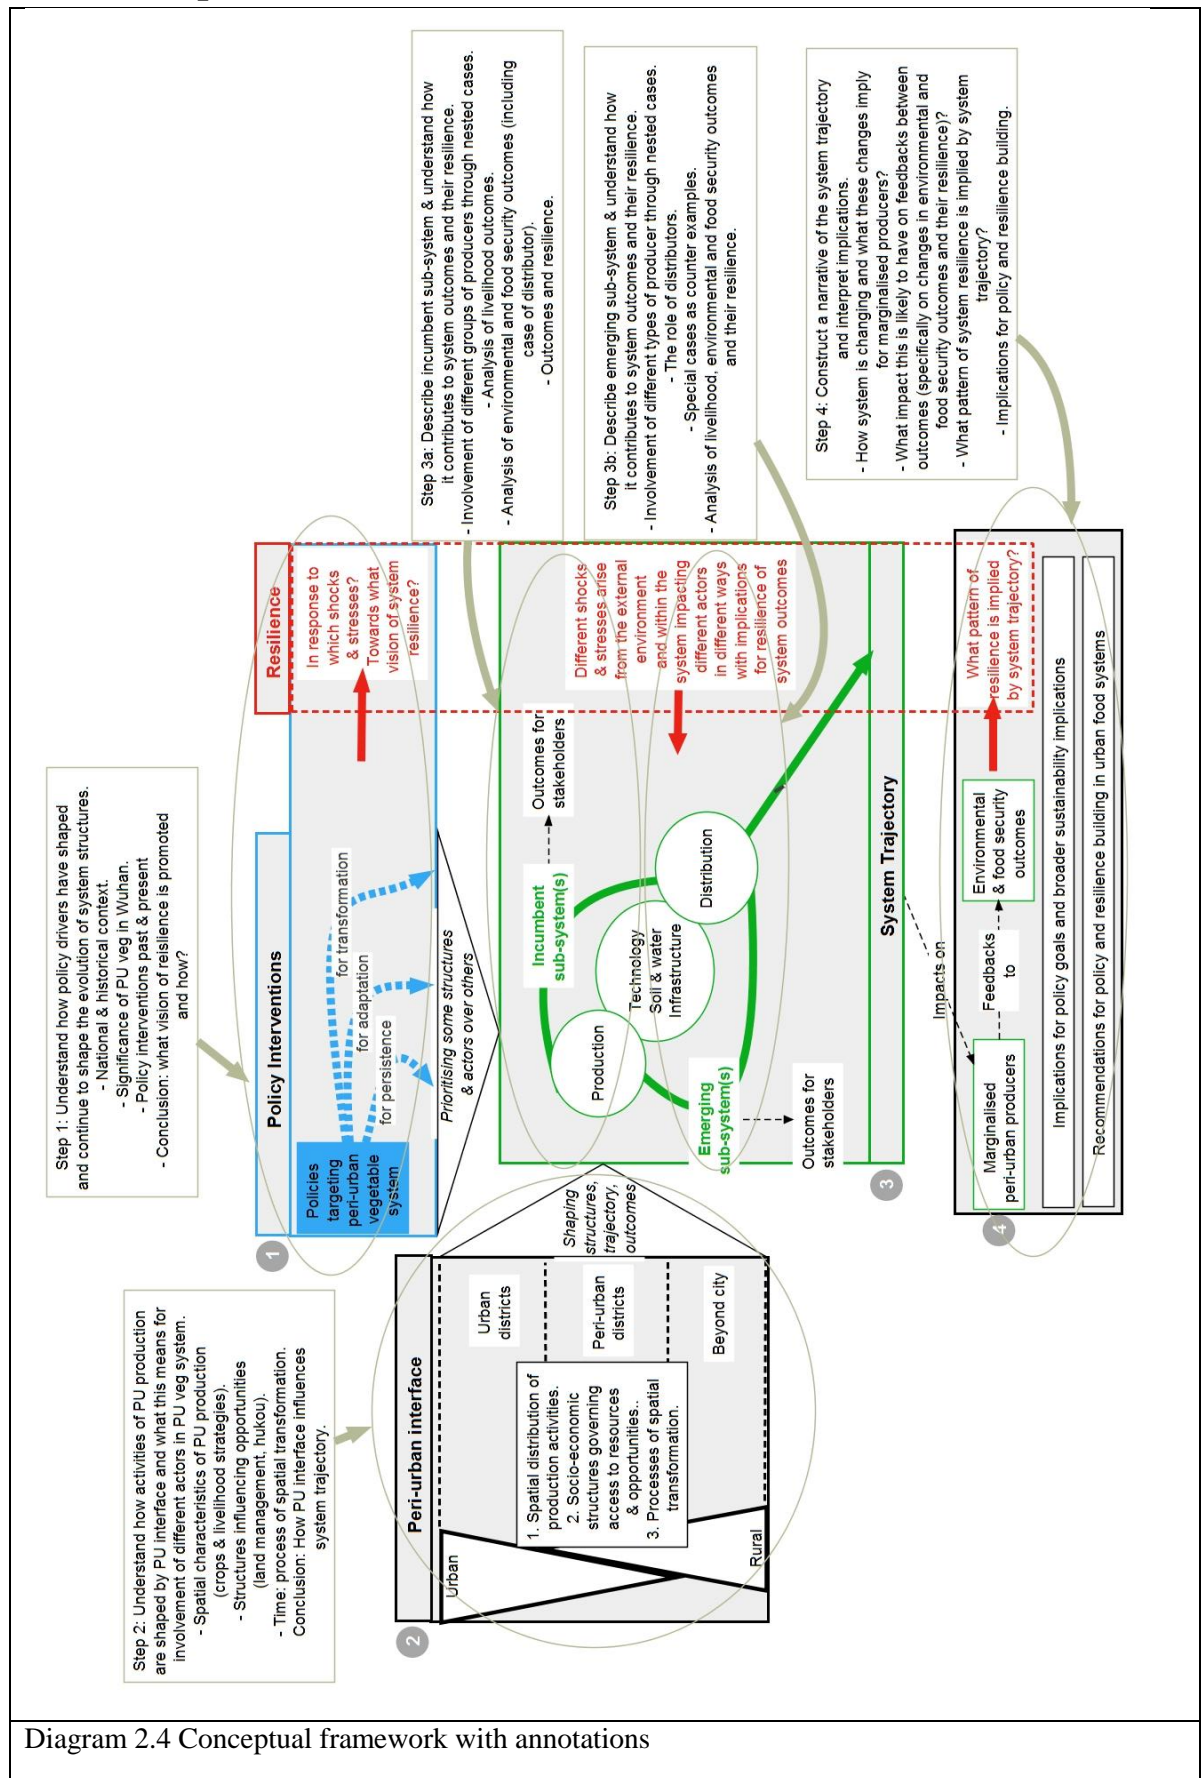 Step 1: Understand how policy drivers have shaped
and continue to shape the evolution of system structures.
- National & historical context.
- Significance of PU veg in Wuhan.
- Policy interventions past & present
- Conclusion: what vision of reislience is promoted
and how?
Step 2: Understand how activities of PU production
are shaped by PU interface and what this means for
involvement of different actors in PU veg system.
- Spatial characteristics of PU production
(crops & livelihood strategies).
- Structures influencing opportunities
(land management, hukou).
- Time: process of spatial transformation.
Conclusion: How PU interface influences
system trajectory.
Step 3a: Describe incumbent sub-system & understand how
it contributes to system outcomes and their resilience.
- Involvement of different groups of producers through nested cases.
- Analysis of livelihood outcomes.
- Analysis of environmental and food security outcomes (including
case of distributor).
- Outcomes and resilience.
Step 3b: Describe emerging sub-system & understand how
it contributes to system outcomes and their resilience.
- Involvement of different types of producer through nested cases.
- The role of distributors.
- Special cases as counter examples.
- Analysis of livelihood, environmental and food security outcomes
and their resilience.
Step 4: Construct a narrative of the system trajectory
and interpret implications.
- How system is changing and what these changes imply
for marginalised producers?
- What impact this is likely to have on feedbacks between
outcomes (specifically on changes in environmental and
food security outcomes and their resilience)?
- What pattern of system resilience is implied by system
trajectory?
- Implications for policy and resilience building.
1
Policy Interventions
Resilience
Policies
targeting
peri-urban
vegetable
system
for transformation
for adaptation
for persistence
In response to
which shocks
& stresses?
Towards what
vision of system
resilience?
Prioritising some structures
& actors over others
2
Peri-urban interface
Urban
Rural
1. Spatial distribution of
production activities.
2. Socio-economic
structures governing
access to resources
& opportunities..
3. Processes of spatial
transformation.
Urban
districts
Peri-urban
districts
Beyond city
Shaping
structures,
trajectory,
outcomes
3
Incumbent
sub-system(s)
Outcomes for
stakeholders
Production
Technology
Soil & water
Infrastructure
Distribution
Emerging
sub-system(s)
Outcomes for
stakeholders
Different shocks
& stresses arise
from the external
environment
and within the
system impacting
different actors
in different ways
with implications
for resilience of
system outcomes
System Trajectory
Impacts on
4
Marginalised
peri-urban producers
Feedbacks
to
Environmental
& food security
outcomes
What pattern of
resilience is implied
by system trajectory?
Implications for policy goals and broader sustainability implications
Recommendations for policy and resilience building in urban food systems
Diagram 2.4 Conceptual framework with annotations